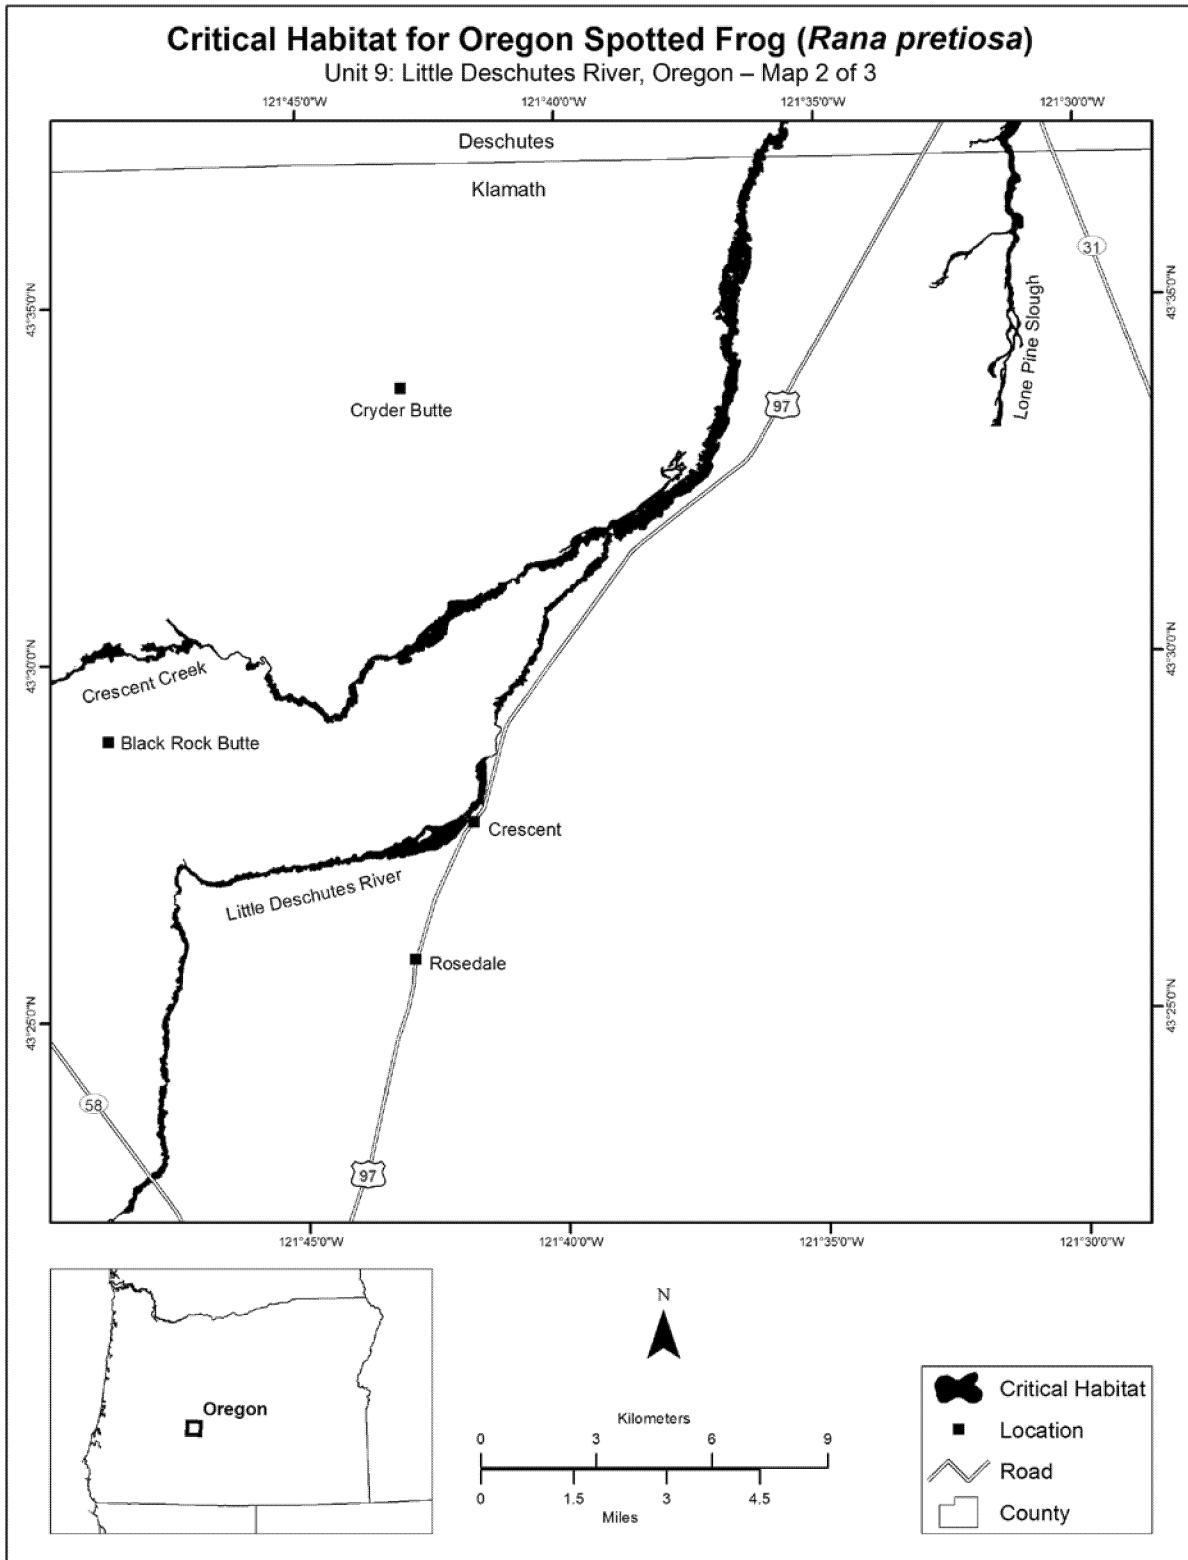 Critical Habitat for Oregon Spotted Frog (Rana pretiosa)
Unit 9: Little Deschutes River, Oregon – Map 2 of 3
121°45'0"W
121°40'0"W
121°35'0"W
121°30'0"W
Deschutes
Klamath
31
43°35'0"N
43°35'0"N
Lone Pine Slough
Cryder Butte
97
43°30'0"N
43°30'0"N
Crescent Creek
Black Rock Butte
Crescent
Little Deschutes River
Rosedale
43°25'0"N
43°25'0"N
58
97
121°45'0"W
121°40'0"W
121°35'0"W
121°30'0"W
Oregon
N
Kilometers
0 3 6 9
0 1.5 3 4.5
Miles
Critical Habitat
Location
Road
County